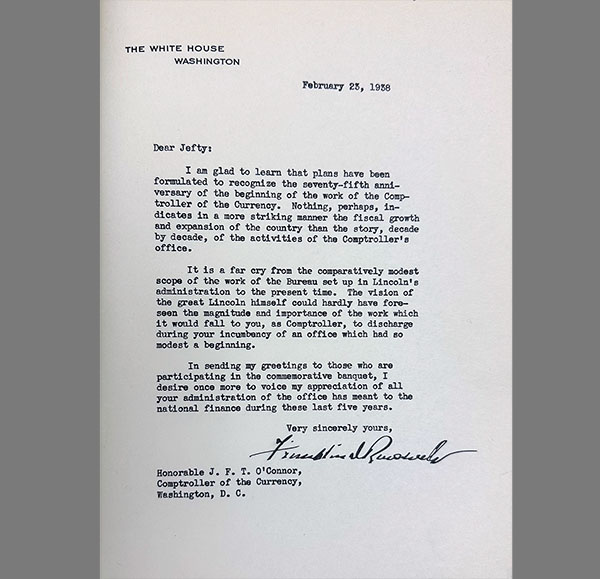 THE WHITE HOUSE
WASHINGTON
February 23, 1938
Dear Jefty:
I am glad to learn that plans have been
formulated to recognize the seventy-fifth anni-
versary of the beginning of the work of the Comp-
troller of the Currency. Nothing, perhaps, in-
dicates in a more striking manner the fiscal growth
and expansion of the country than the story, decade
by decade, of the activities of the Comptroller's
office.
It is a far cry from the comparatively modest
scope of the work of the Bureau set up in Lincoln's
administration to the present time. The vision of
the great Lincoln himself could hardly have fore-
seen the magnitude and importance of the work which
it would fall to you, as Comptroller, to discharge
during your incumbency of an office which had so
modest a beginning.
In sending my greetings to those who are
participating in the commemorative banquet, I
desire once more to voice my appreciation of all
your administration of the office has meant to the
national finance during these last five years.
Very sincerely yours,
Franklin D Roosevelt
Honorable J. F. T. O'Connor,
Comptroller of the Currency,
Washington, D. C.